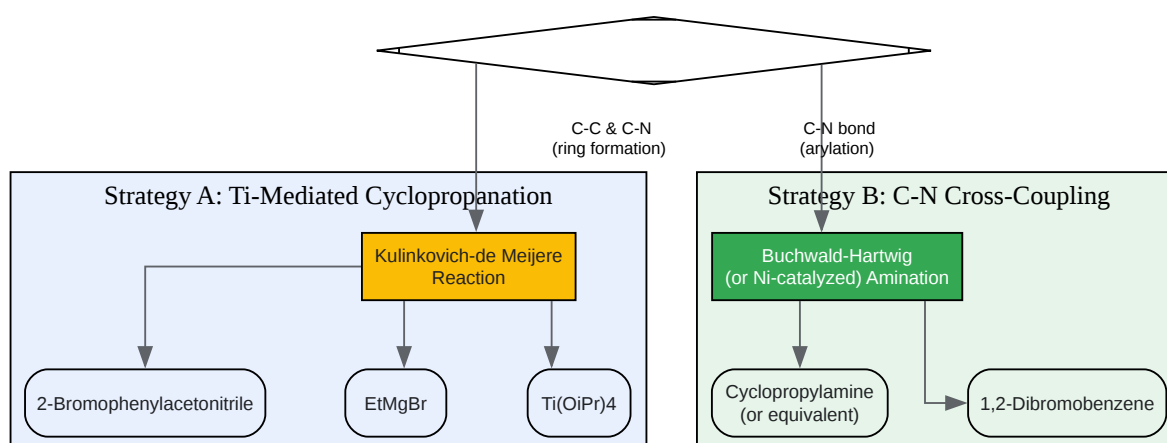 C-C & C-N
(ring formation)
C-N bond
(arylation)
Strategy A: Ti-Mediated Cyclopropanation
Kulinkovich-de Meijere
Reaction
2-Bromophenylacetonitrile
EtMgBr
Ti(OiPr)4
Strategy B: C-N Cross-Coupling
Buchwald-Hartwig
(or Ni-catalyzed) Amination
Cyclopropylamine
(or equivalent)
1,2-Dibromobenzene